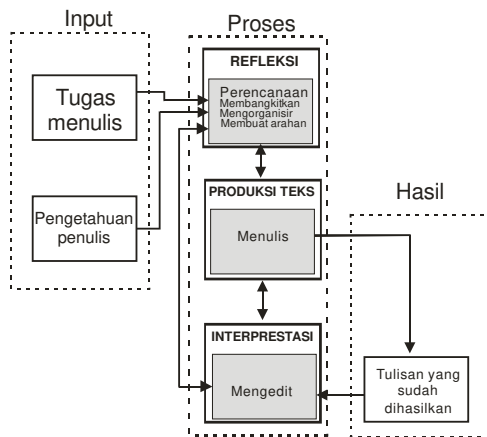 Input
Proses
REFLEKSI
Tugas
menulis
Perencanaan
Membangkitkan
Mengorganisir
Membuat arahan
Pengetahuan
penulis
PRODUKSI TEKS
Menulis
Hasil
INTERPRESTASI
Mengedit
Tulisan yang
sudah
dihasilkan